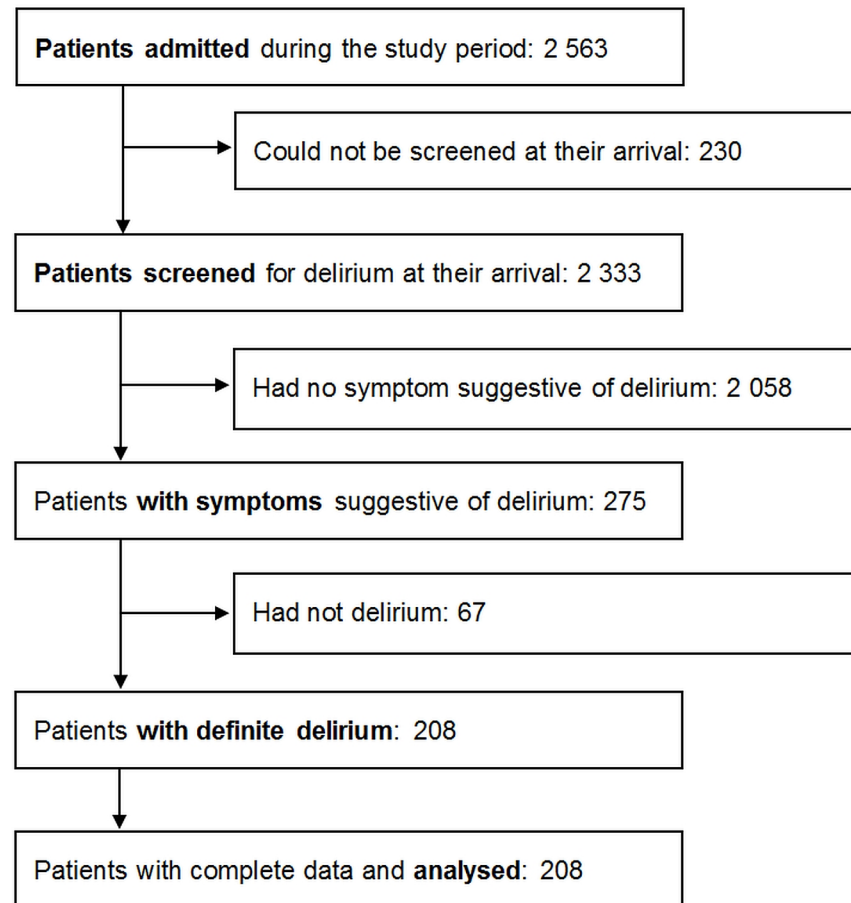 Patients admitted during the study period: 2 563
Could not be screened at their arrival: 230
Patients screened for delirium at their arrival: 2 333
Had no symptom suggestive of delirium: 2 058
Patients with symptoms suggestive of delirium: 275
Had not delirium: 67
Patients with definite delirium: 208
Patients with complete data and analysed: 208